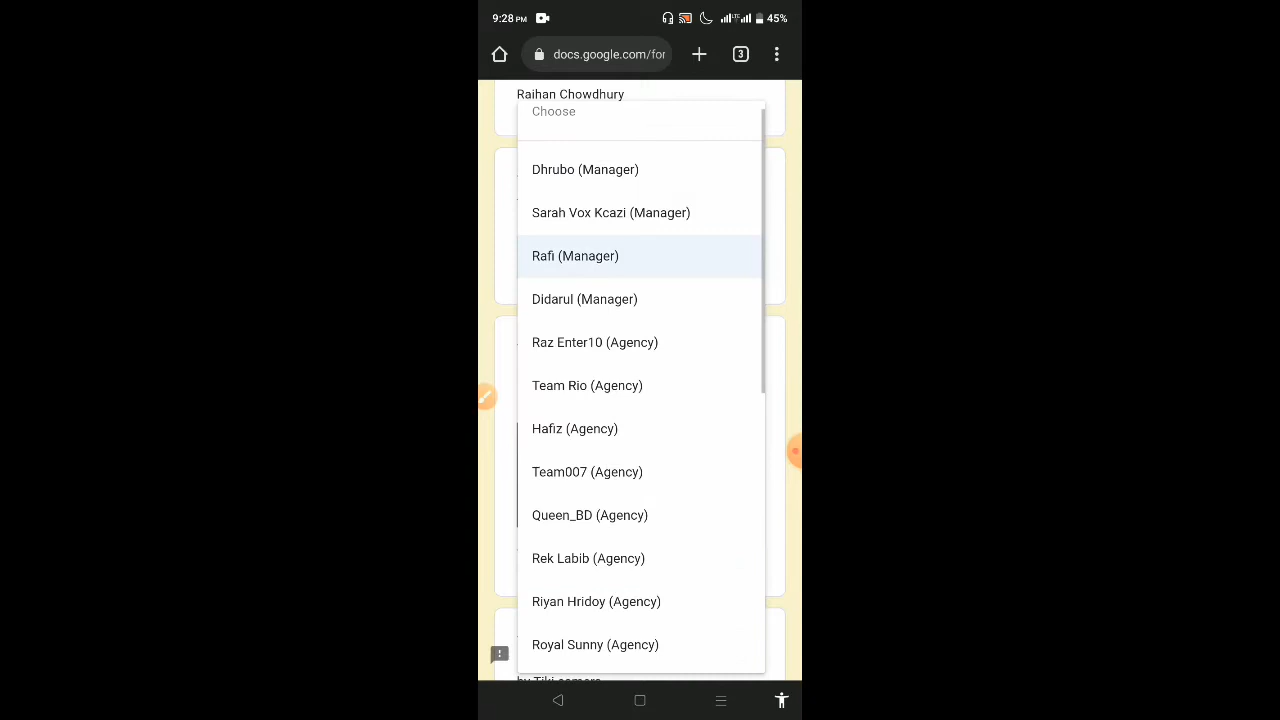 9:28 PM
45%
docs.google.com/for
3
Raihan Chowdhury
Choose
Dhrubo (Manager)
Sarah Vox Kcazi (Manager)
Rafi (Manager)
Didarul (Manager)
Raz Enter10 (Agency)
Team Rio (Agency)
Hafiz (Agency)
Team007 (Agency)
Queen_BD (Agency)
Rek Labib (Agency)
Riyan Hridoy (Agency)
Royal Sunny (Agency)